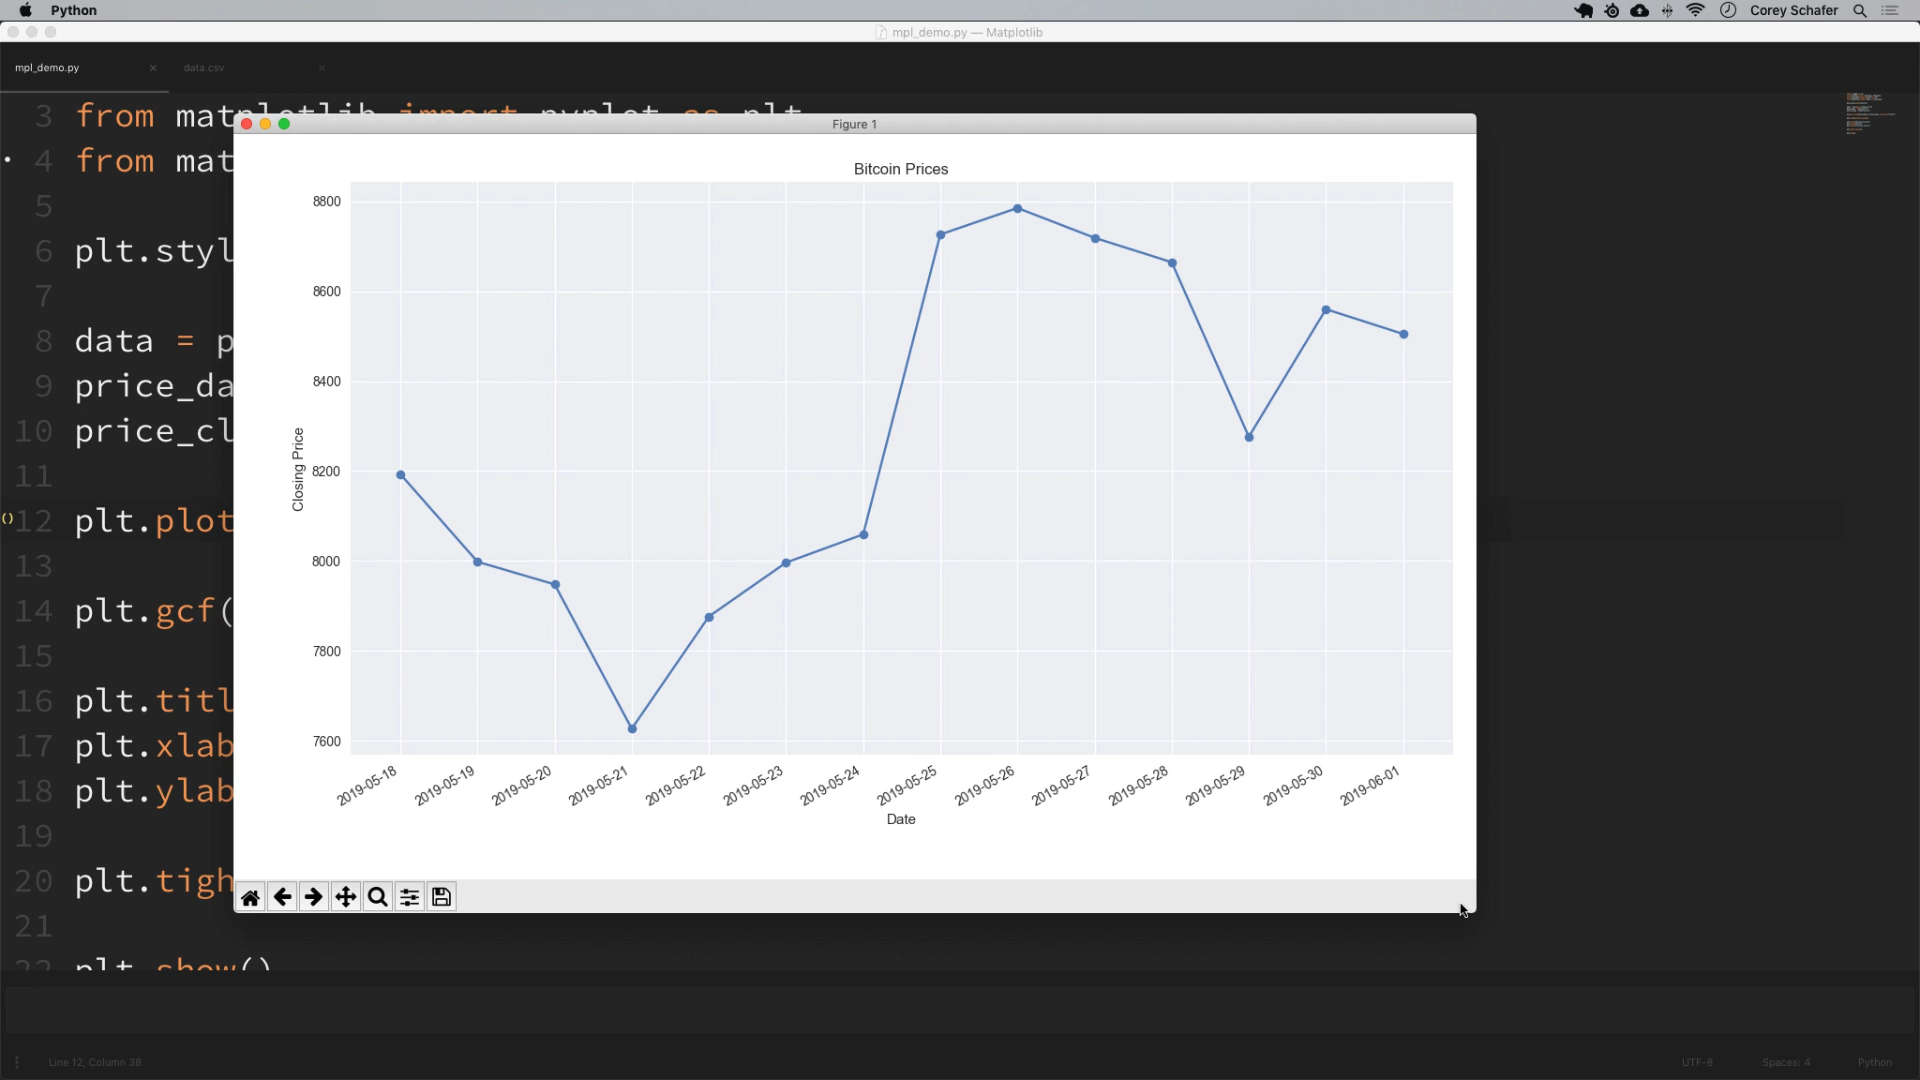 Python
Corey Schafer
mpl_demo.py — Matplotlib
mpl_demo.py
data.csv
3 from matplotlib import pyplot as plt
4 from mat
5
6 plt.styl
7
8 data = p
9 price_da
10 price_cl
11
12 plt.plot
13
14 plt.gcf(
15
16 plt.titl
17 plt.xlab
18 plt.ylab
19
20 plt.tigh
21
22 plt.show()
Figure 1
Bitcoin Prices
8800
8600
8400
8200
8000
7800
7600
Closing Price
2019-05-18
2019-05-19
2019-05-20
2019-05-21
2019-05-22
2019-05-23
2019-05-24
2019-05-25
2019-05-26
2019-05-27
2019-05-28
2019-05-29
2019-05-30
2019-06-01
Date
Line 12, Column 38
UTF-8
Spaces: 4
Python